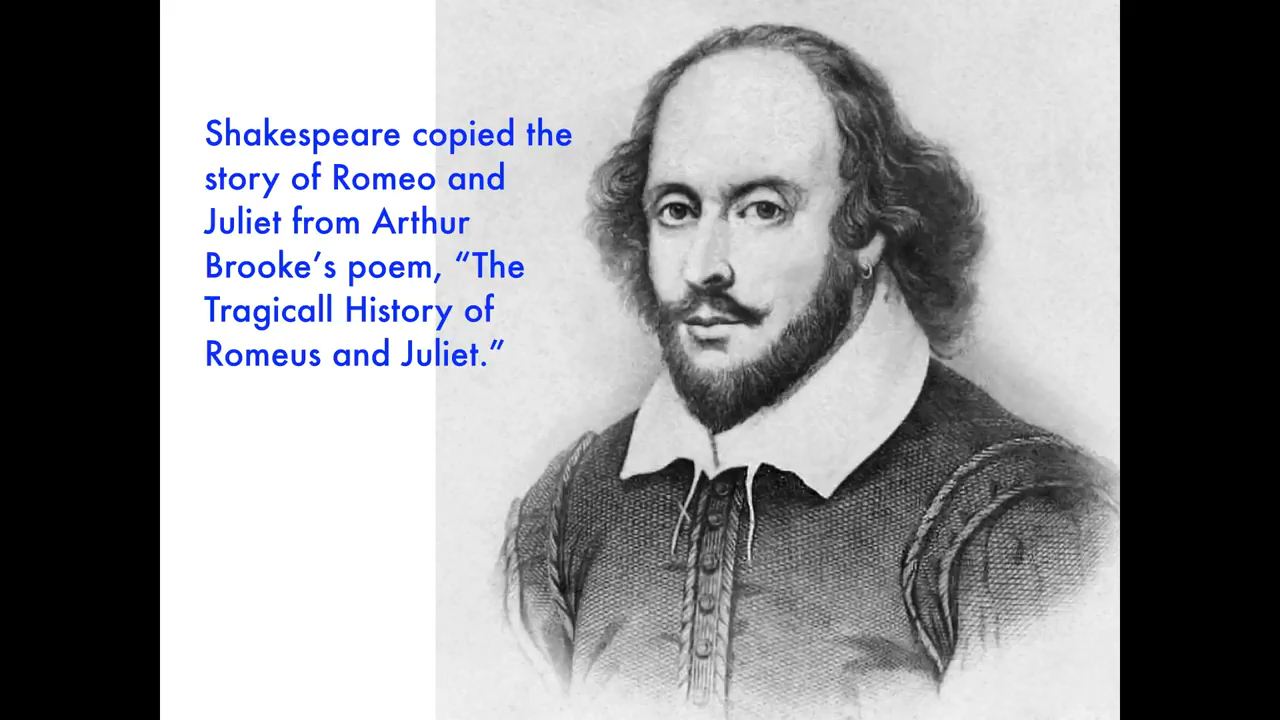 Shakespeare copied the
story of Romeo and
Juliet from Arthur
Brooke’s poem, “The
Tragicall History of
Romeus and Juliet.”